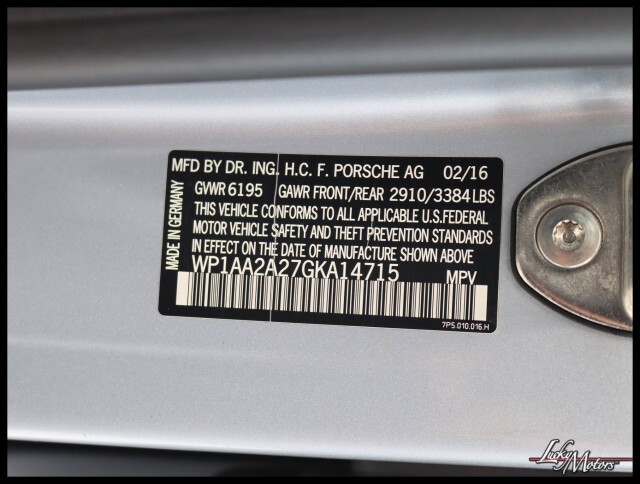 MFD BY DR. ING. H.C. F. PORSCHE AG 02/16
GVWR 6195 GAWR FRONT/REAR 2910/3384 LBS
THIS VEHICLE CONFORMS TO ALL APPLICABLE U.S.FEDERAL
MOTOR VEHICLE SAFETY AND THEFT PREVENTION STANDARDS
IN EFFECT ON THE DATE OF MANUFACTURE SHOWN ABOVE
WP1AA2A27GKA14715 MPV
7P5.010.016.H
MADE IN GERMANY
Lucky
Motors